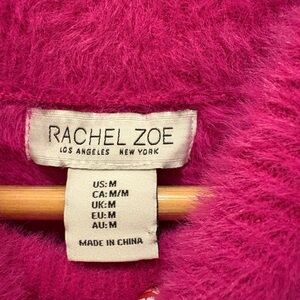 RACHEL ZOE
LOS ANGELES NEW YORK
US: M
CA: M/M
UK: M
EU: M
AU: M
MADE IN CHINA